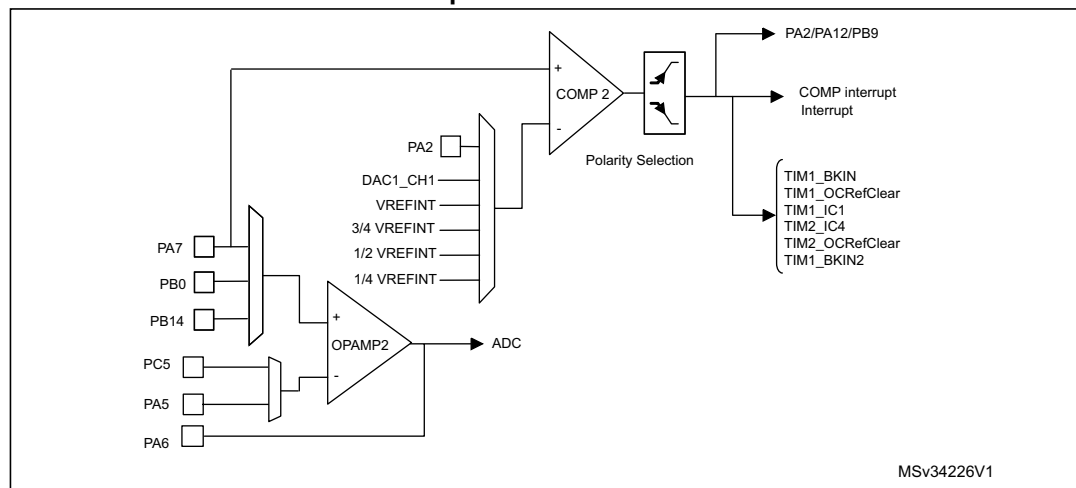 PA2/PA12/PB9
+
COMP 2
-
COMP interrupt
Interrupt
Polarity Selection
PA2
DAC1_CH1
VREFINT
3/4 VREFINT
1/2 VREFINT
1/4 VREFINT
TIM1_BKIN
TIM1_OCRefClear
TIM1_IC1
TIM2_IC4
TIM2_OCRefClear
TIM1_BKIN2
PA7
PB0
PB14
+
OPAMP2
-
ADC
PC5
PA5
PA6
MSv34226V1